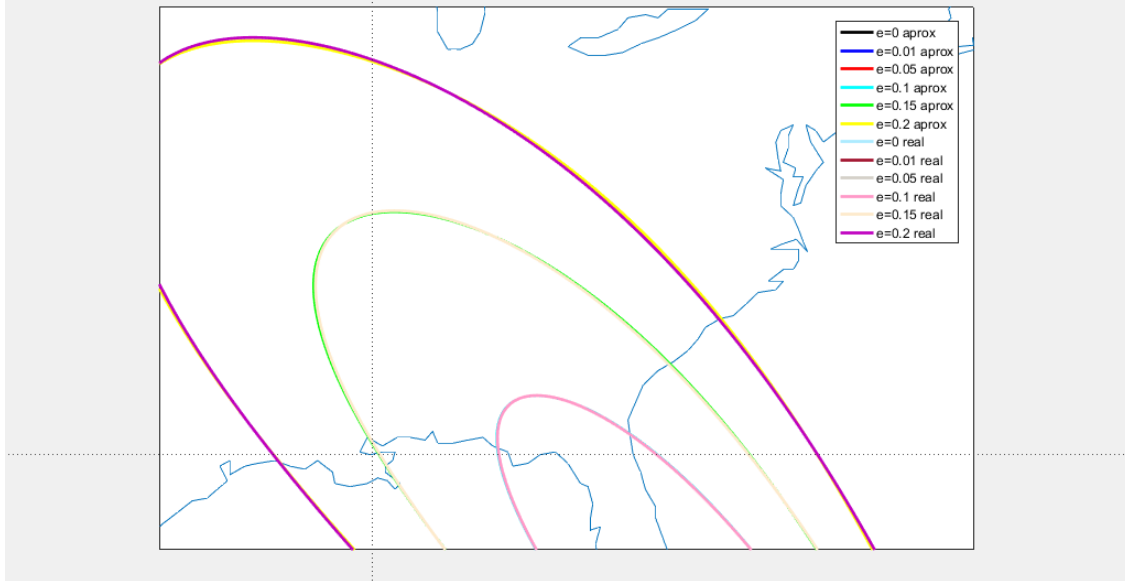 e=0 aprox
e=0.01 aprox
e=0.05 aprox
e=0.1 aprox
e=0.15 aprox
e=0.2 aprox
e=0 real
e=0.01 real
e=0.05 real
e=0.1 real
e=0.15 real
e=0.2 real